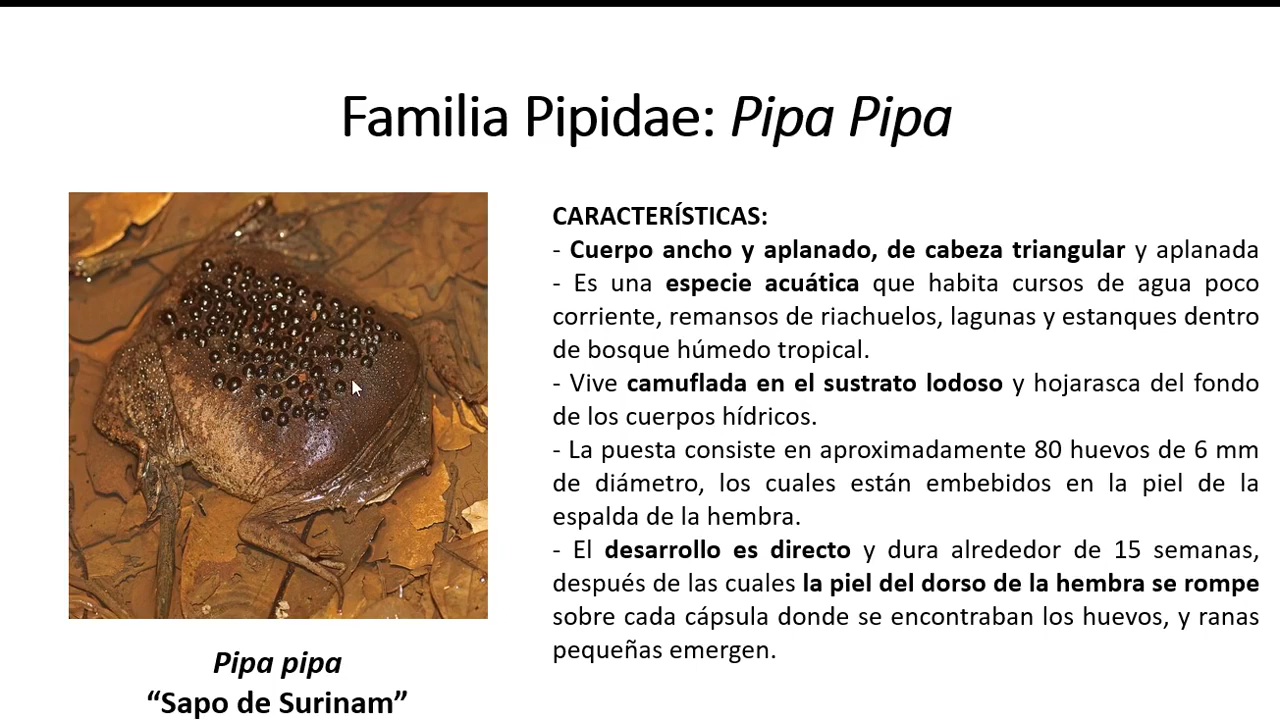 Familia Pipidae: Pipa Pipa
CARACTERÍSTICAS:
- Cuerpo ancho y aplanado, de cabeza triangular y aplanada
- Es una especie acuática que habita cursos de agua poco
corriente, remansos de riachuelos, lagunas y estanques dentro
de bosque húmedo tropical.
- Vive camuflada en el sustrato lodoso y hojarasca del fondo
de los cuerpos hídricos.
- La puesta consiste en aproximadamente 80 huevos de 6 mm
de diámetro, los cuales están embebidos en la piel de la
espalda de la hembra.
- El desarrollo es directo y dura alrededor de 15 semanas,
después de las cuales la piel del dorso de la hembra se rompe
sobre cada cápsula donde se encontraban los huevos, y ranas
pequeñas emergen.
Pipa pipa
“Sapo de Surinam”